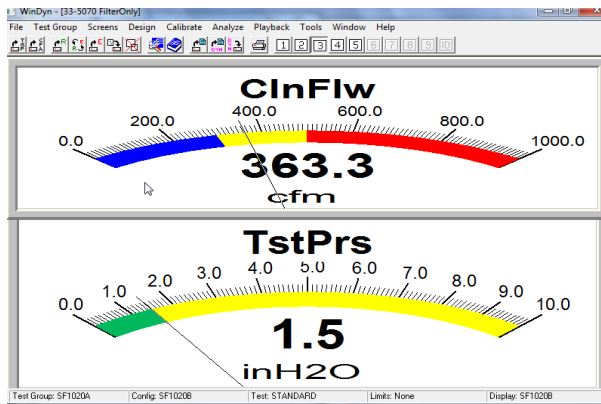 WinDyn - [33-5070 FilterOnly]
File Test Group Screens Design Calibrate Analyze Playback Tools Window Help
1 2 3 4 5 6 7 8 9 10
ClnFlw
0.0 200.0 400.0 600.0 800.0 1000.0
363.3
cfm
TstPrs
0.0 1.0 2.0 3.0 4.0 5.0 6.0 7.0 8.0 9.0 10.0
1.5
inH2O
Test Group: SF1020A Config: SF1020B Test: STANDARD Limits: None Display: SF1020B